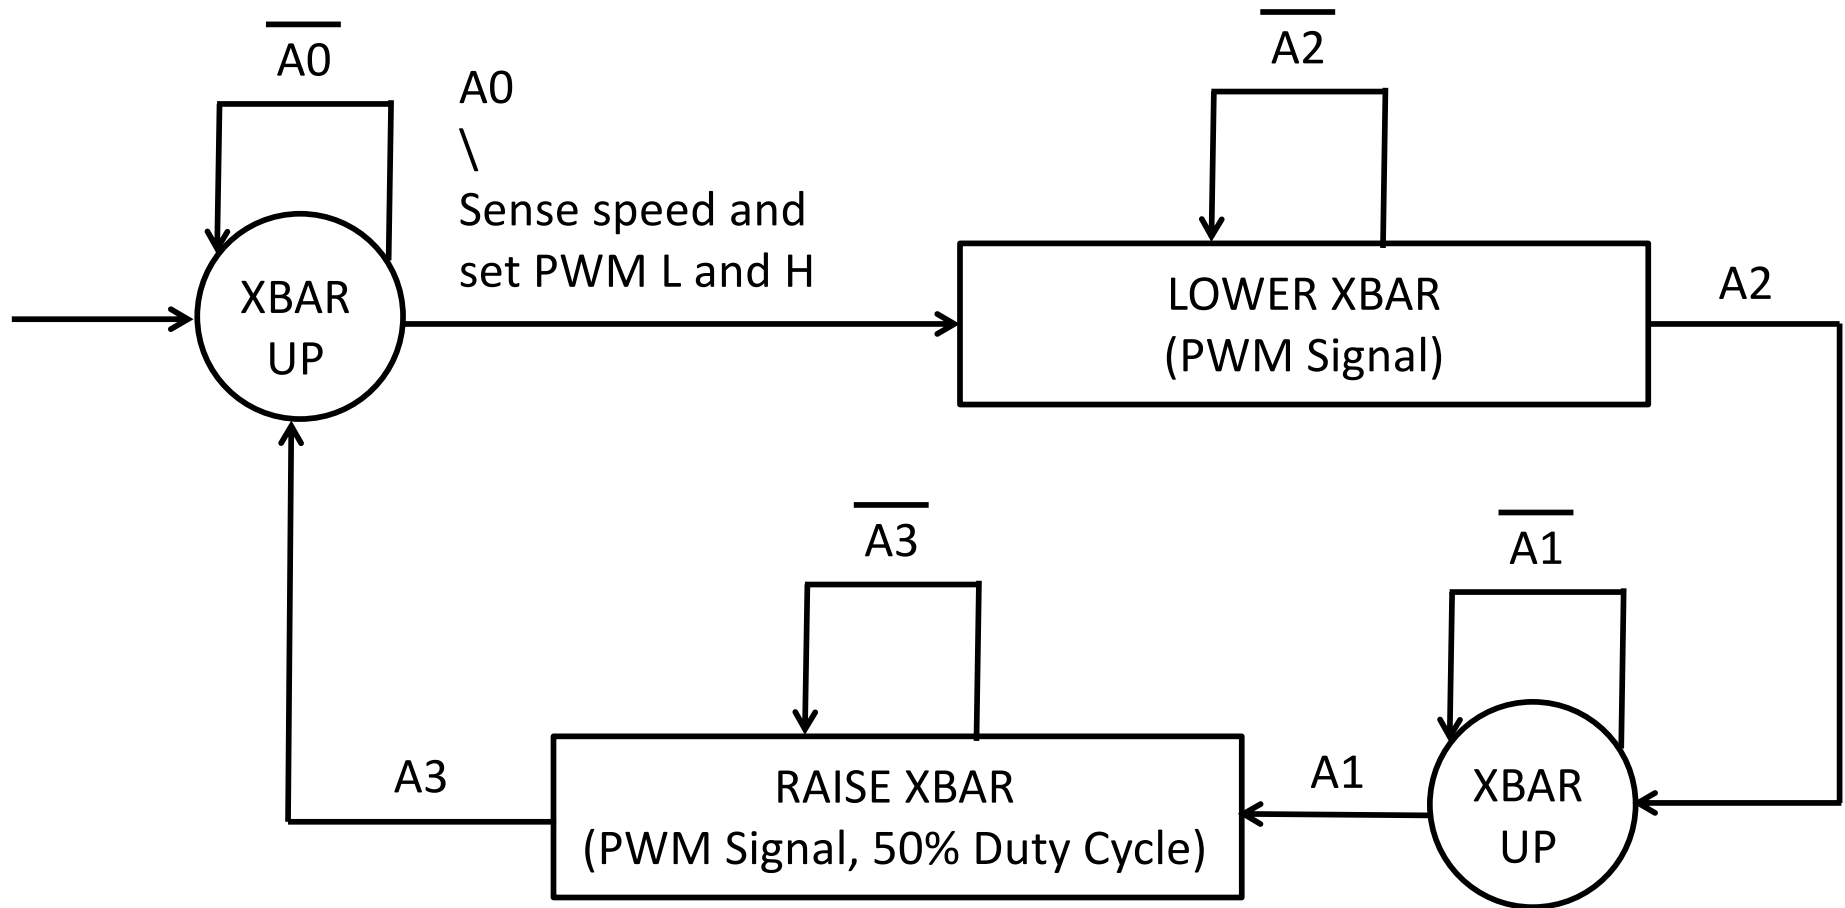 A0
A0
\
Sense speed and
set PWM L and H
A2
XBAR
UP
LOWER XBAR
(PWM Signal)
A2
A3
A1
A3
RAISE XBAR
(PWM Signal, 50% Duty Cycle)
A1
XBAR
UP